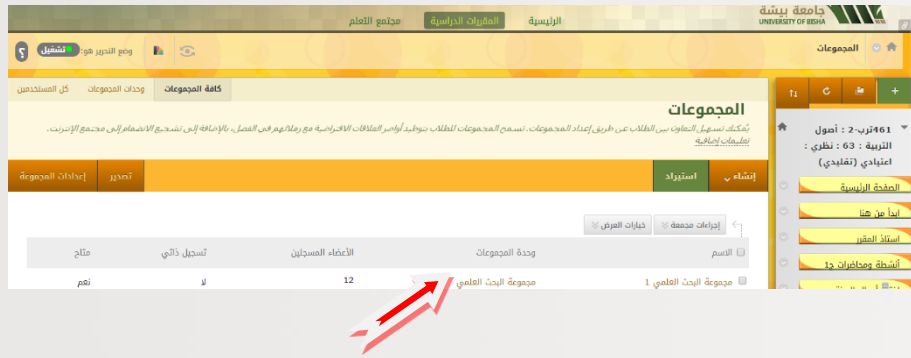 جامعة بيشة
UNIVERSITY OF BISHA
الرئيسية
المقررات الدراسية
مجتمع التعلم
المجموعات
وضع التحرير هو: تشغيل
؟
كافة المجموعات
وحدات المجموعات
كل المستخدمين
461ترب-2 : أصول
التربية : 63 : نظري :
اعتيادي (تقليدي)
الصفحة الرئيسية
ابدأ من هنا
استاذ المقرر
أنشطة ومحاضرات ج1
المجموعات
يُمكنك تسهيل التعاون بين الطلاب عن طريق إعداد المجموعات. تسمح المجموعات للطلاب بتوطيد أواصر العلاقات الافتراضية مع زملائهم في الفصل، بالإضافة إلى تشجيع الانضمام إلى مجتمع الإنترنت.
تعليمات إضافية
إنشاء
استيراد
تصدير
إعدادات المجموعة
إجراءات مجمعة
خيارات العرض
الاسم
وحدة المجموعات
الأعضاء المسجلين
تسجيل ذاتي
متاح
مجموعة البحث العلمي 1
مجموعة البحث العلمي
12
لا
نعم